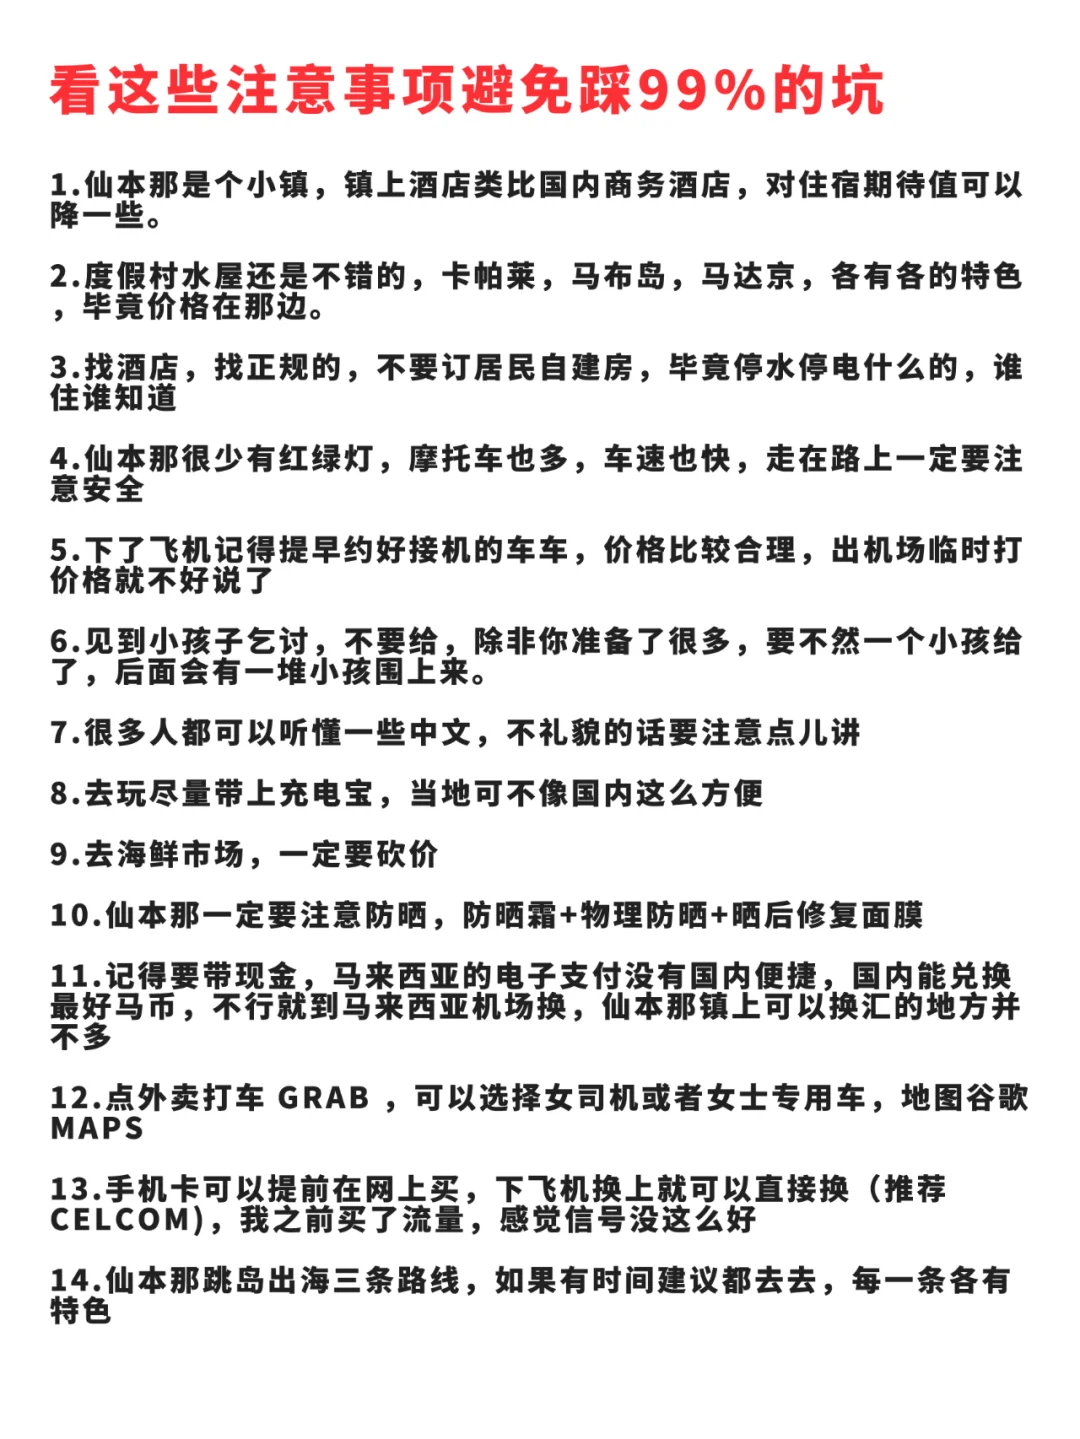 看这些注意事项避免踩99%的坑
1.仙本那是个小镇，镇上酒店类比国内商务酒店，对住宿期待值可以
降一些。
2.度假村水屋还是不错的，卡帕莱，马布岛，马达京，各有各的特色
，毕竟价格在那边。
3.找酒店，找正规的，不要订居民自建房，毕竟停水停电什么的，谁
住谁知道
4.仙本那很少有红绿灯，摩托车也多，车速也快，走在路上一定要注
意安全
5.下了飞机记得提早约好接机的车车，价格比较合理，出机场临时打
价格就不好说了
6.见到小孩子乞讨，不要给，除非你准备了很多，要不然一个小孩给
了，后面会有一堆小孩围上来。
7.很多人都可以听懂一些中文，不礼貌的话要注意点儿讲
8.去玩尽量带上充电宝，当地可不像国内这么方便
9.去海鲜市场，一定要砍价
10.仙本那一定要注意防晒，防晒霜+物理防晒+晒后修复面膜
11.记得要带现金，马来西亚的电子支付没有国内便捷，国内能兑换
最好马币，不行就到马来西亚机场换，仙本那镇上可以换汇的地方并
不多
12.点外卖打车 GRAB ，可以选择女司机或者女士专用车，地图谷歌
MAPS
13.手机卡可以提前在网上买，下飞机换上就可以直接换（推荐
CELCOM)，我之前买了流量，感觉信号没这么好
14.仙本那跳岛出海三条路线，如果有时间建议都去去，每一条各有
特色